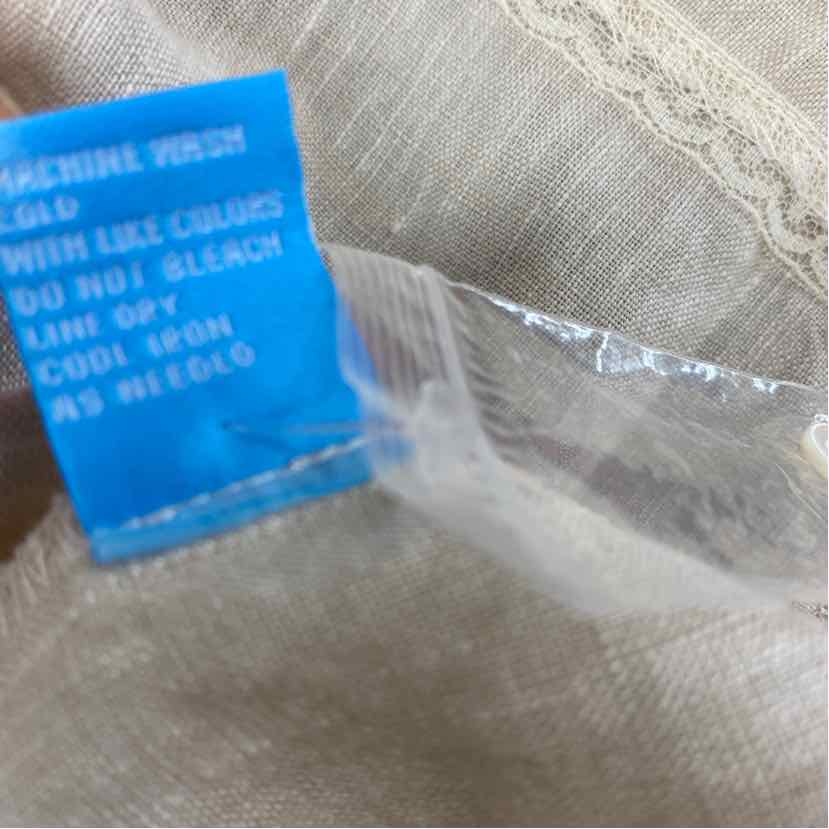 MACHINE WASH
COLD
WITH LIKE COLORS
DO NOT BLEACH
LINE DRY
COOL IRON
AS NEEDED